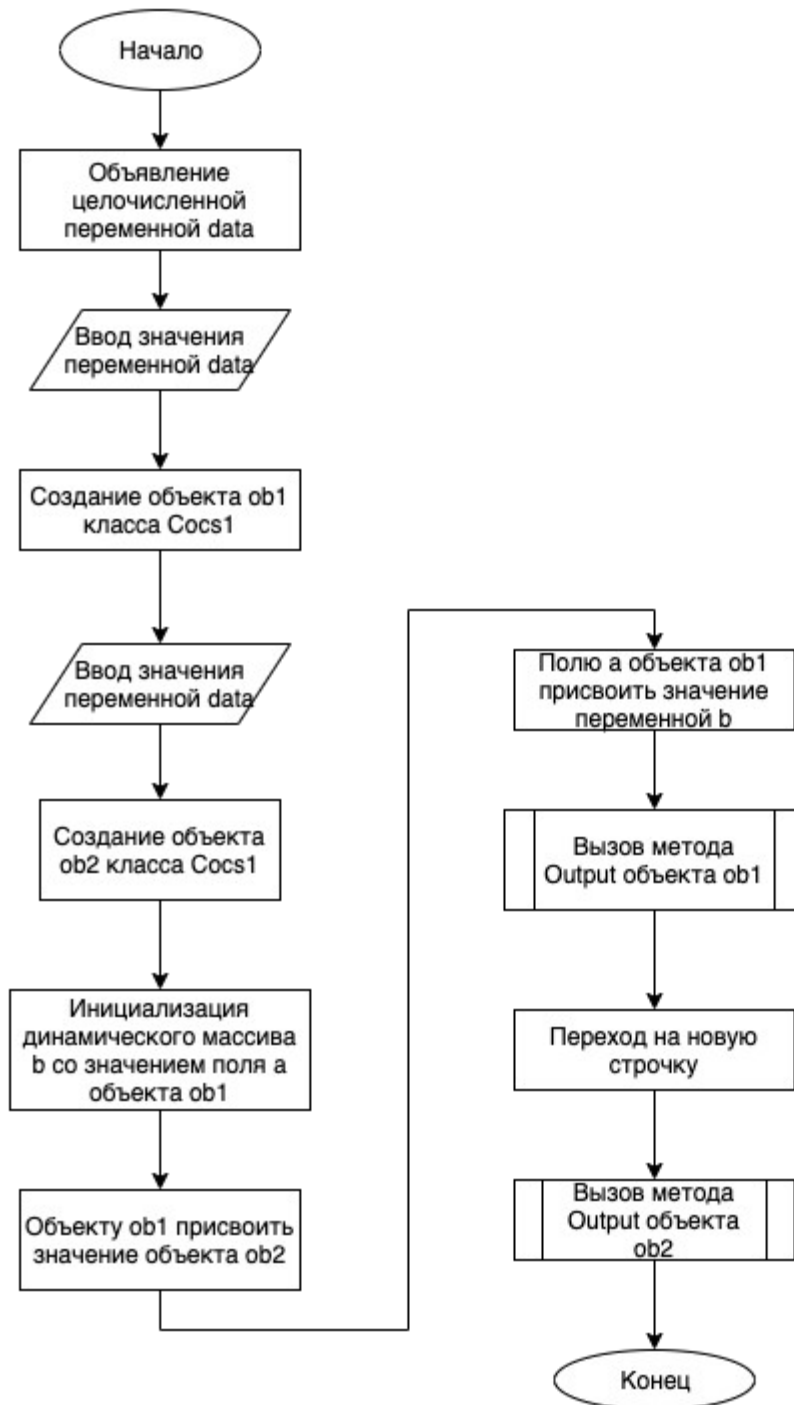 Начало
Объявление
целочисленной
переменной data
Ввод значения
переменной data
Создание объекта ob1
класса Cocs1
Ввод значения
переменной data
Создание объекта
ob2 класса Cocs1
Инициализация
динамического массива
b со значением поля a
объекта ob1
Объекту ob1 присвоить
значение объекта ob2
Полю a объекта ob1
присвоить значение
переменной b
Вызов метода
Output объекта ob1
Переход на новую
строчку
Вызов метода
Output объекта
ob2
Конец